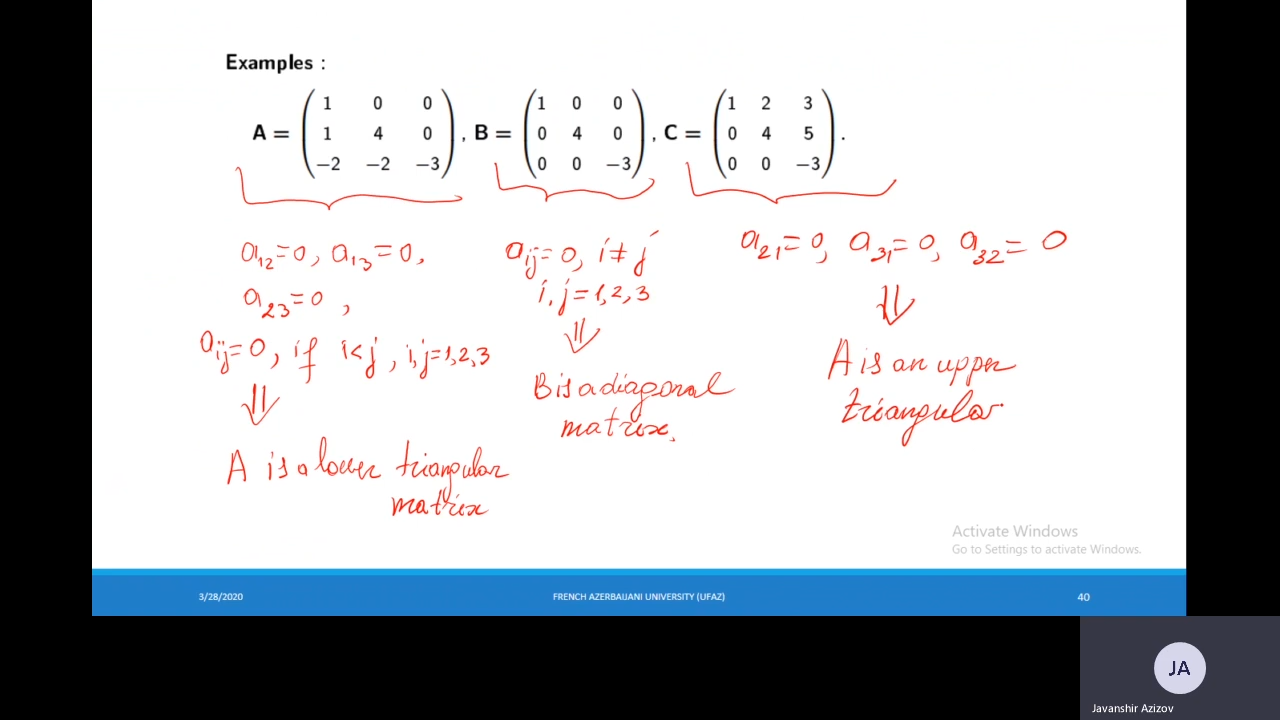 Examples :
A = ( 1 0 0
1 4 0
−2 −2 −3 ) , B = ( 1 0 0
0 4 0
0 0 −3 ) , C = ( 1 2 3
0 4 5
0 0 −3 ) .
a12=0, a13=0,
a23=0 ,
aij=0, if i<j , i,j=1,2,3
⇓
A is a lower triangular
matrix
aij=0, i≠j
i,j=1,2,3
⇓
B is a diagonal
matrix.
a21=0, a31=0, a32=0
⇓
A is an upper
triangular.
Activate Windows
Go to Settings to activate Windows.
3/28/2020
FRENCH AZERBAIJANI UNIVERSITY (UFAZ)
40
JA
Javanshir Azizov